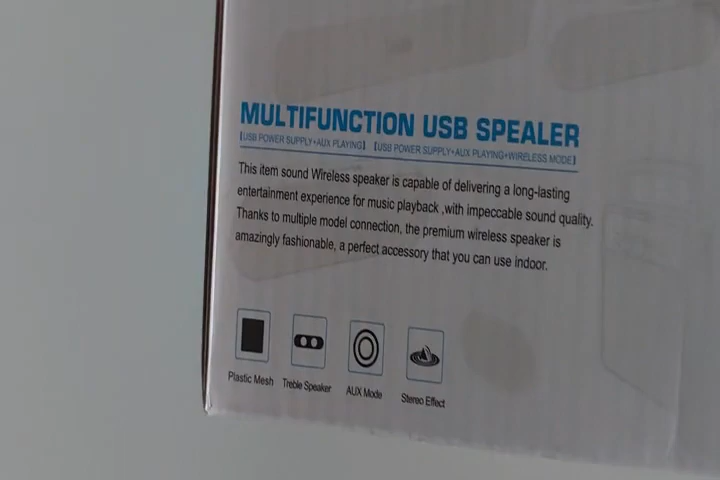 MULTIFUNCTION USB SPEALER
[USB POWER SUPPLY+AUX PLAYING] [USB POWER SUPPLY+AUX PLAYING+WIRELESS MODE]
This item sound Wireless speaker is capable of delivering a long-lasting
entertainment experience for music playback ,with impeccable sound quality.
Thanks to multiple model connection, the premium wireless speaker is
amazingly fashionable, a perfect accessory that you can use indoor.
Plastic Mesh Treble Speaker AUX Mode Stereo Effect